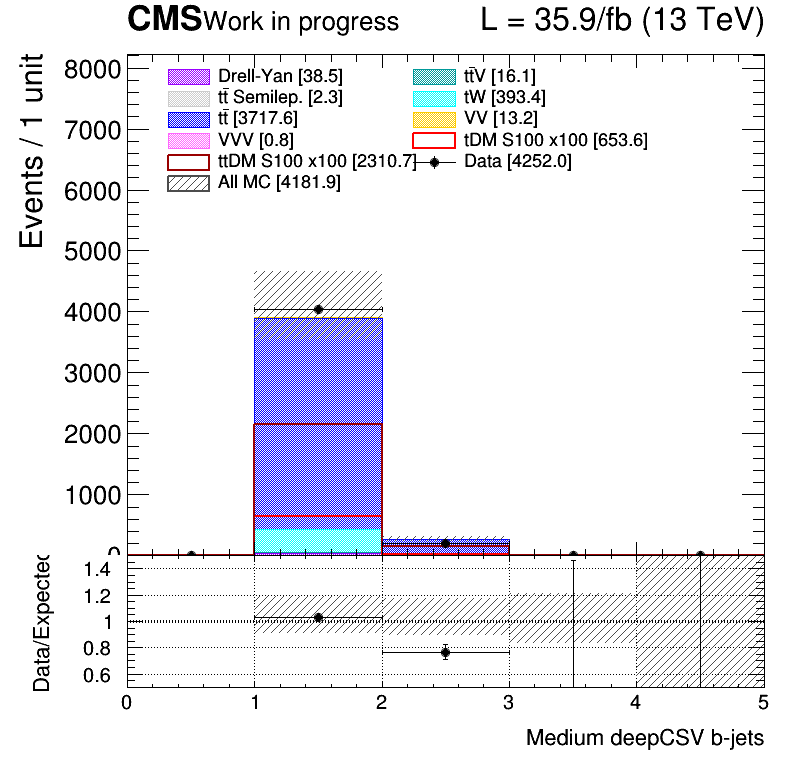 CMS Work in progress L = 35.9/fb (13 TeV)
Events / 1 unit
8000
7000
6000
5000
4000
3000
2000
1000
0
Drell-Yan [38.5] tt̄V [16.1]
tt̄ Semilep. [2.3] tW [393.4]
tt̄ [3717.6] VV [13.2]
VVV [0.8] tDM S100 x100 [653.6]
ttDM S100 x100 [2310.7] Data [4252.0]
All MC [4181.9]
Data/Expected
1.4
1.2
1
0.8
0.6
0 1 2 3 4 5
Medium deepCSV b-jets